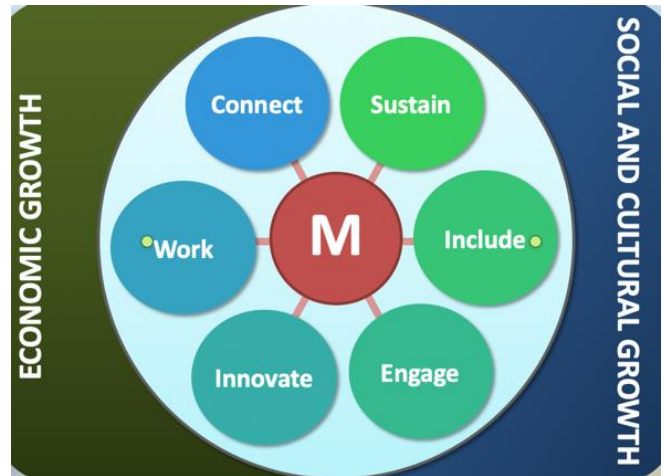 ECONOMIC GROWTH
Connect
Sustain
Work
M
Include
Innovate
Engage
SOCIAL AND CULTURAL GROWTH